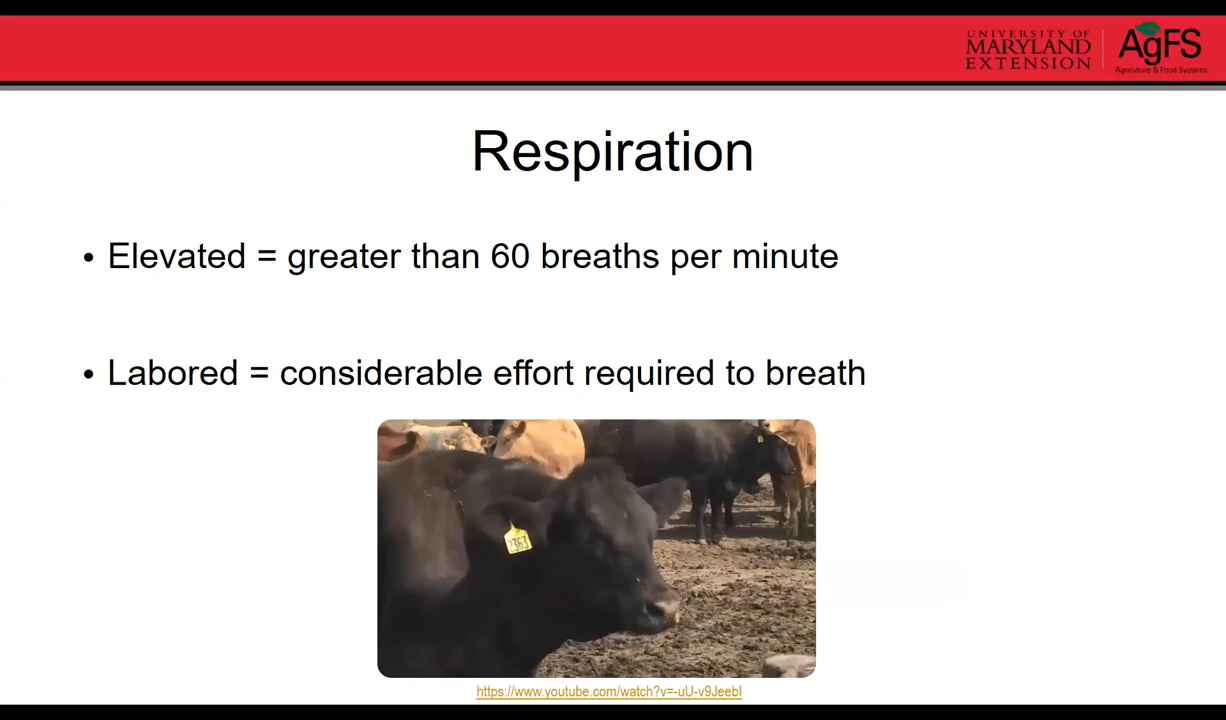 UNIVERSITY OF
MARYLAND
EXTENSION
AgFS
Agriculture & Food Systems
Respiration
• Elevated = greater than 60 breaths per minute
• Labored = considerable effort required to breath
363
https://www.youtube.com/watch?v=-uU-v9JeebI